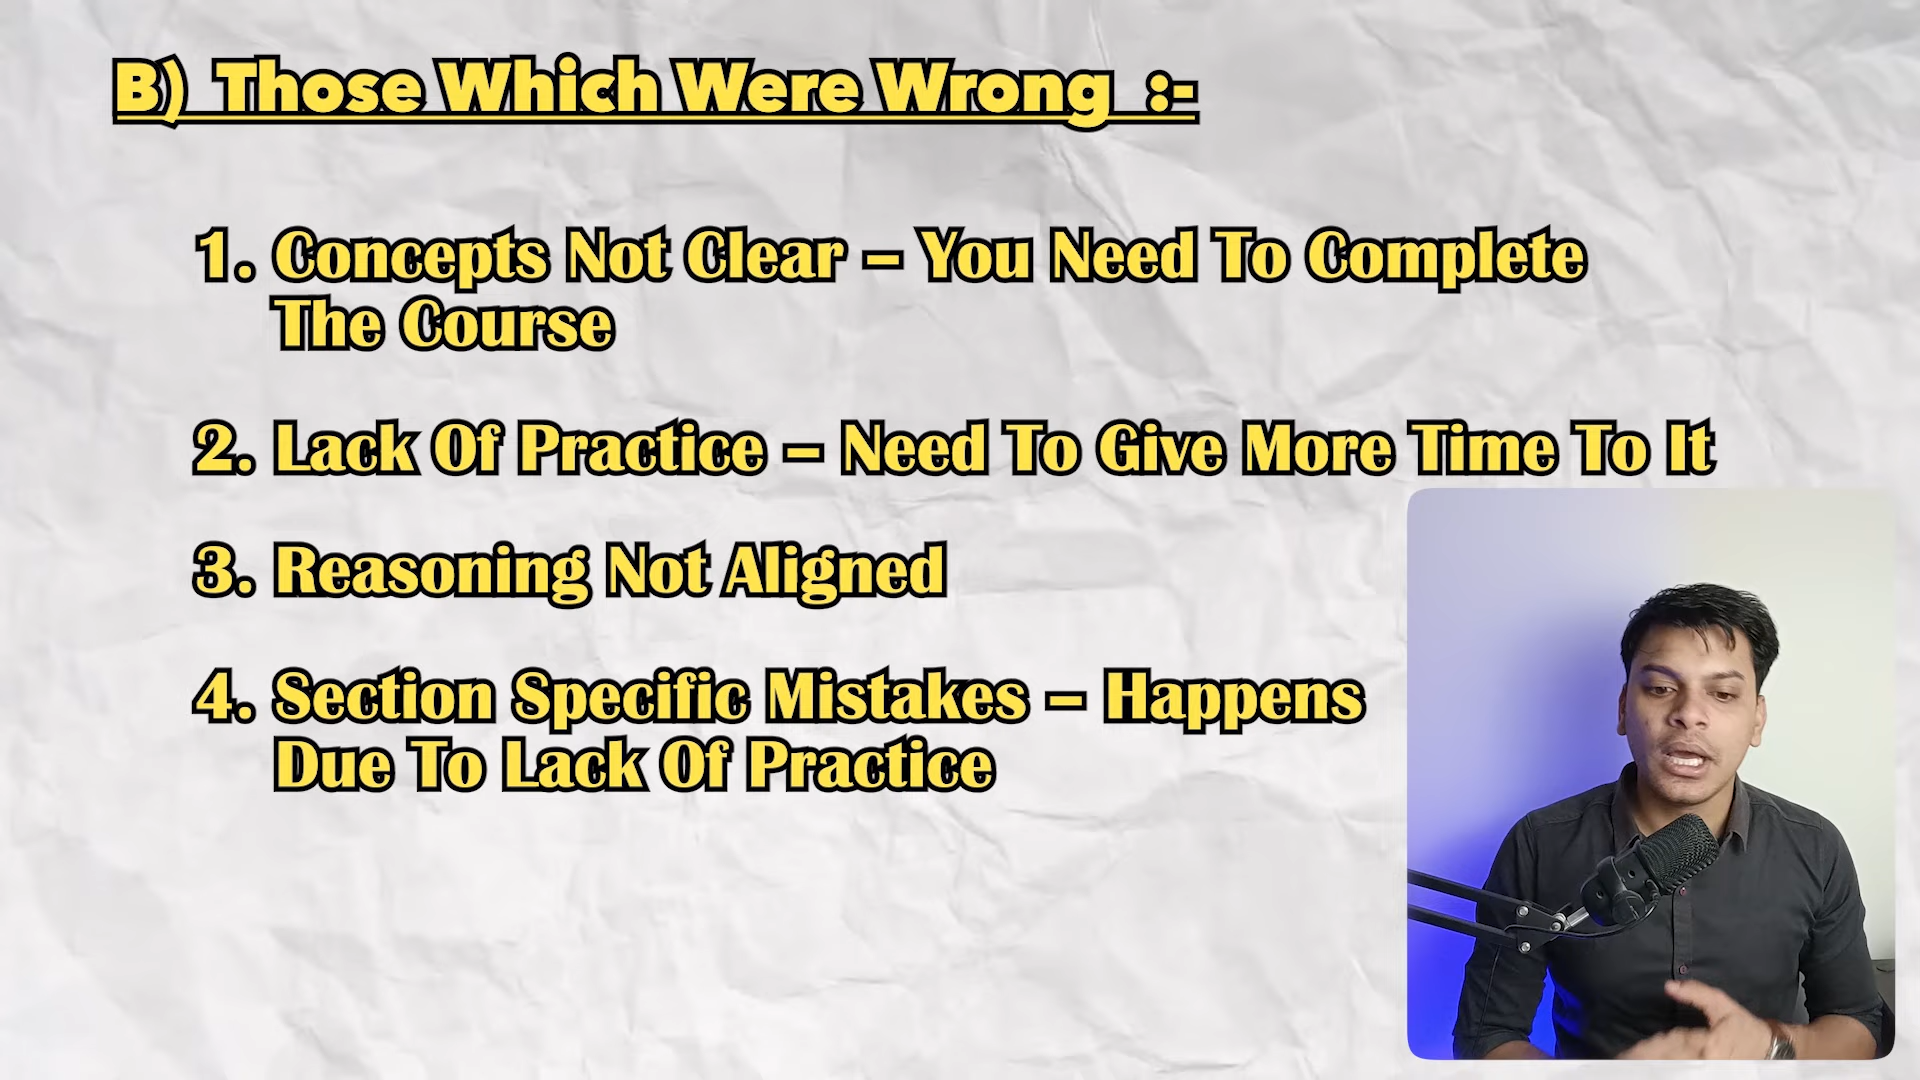 B) Those Which Were Wrong :-
1. Concepts Not Clear – You Need To Complete
The Course
2. Lack Of Practice – Need To Give More Time To It
3. Reasoning Not Aligned
4. Section Specific Mistakes – Happens
Due To Lack Of Practice